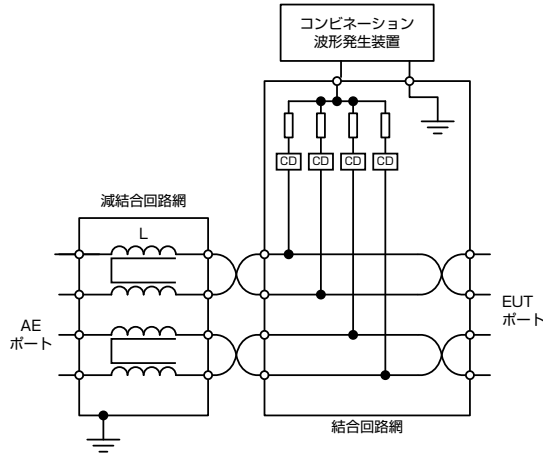 コンビネーション
波形発生装置
CD
CD
CD
CD
減結合回路網
L
AE
ポート
EUT
ポート
結合回路網